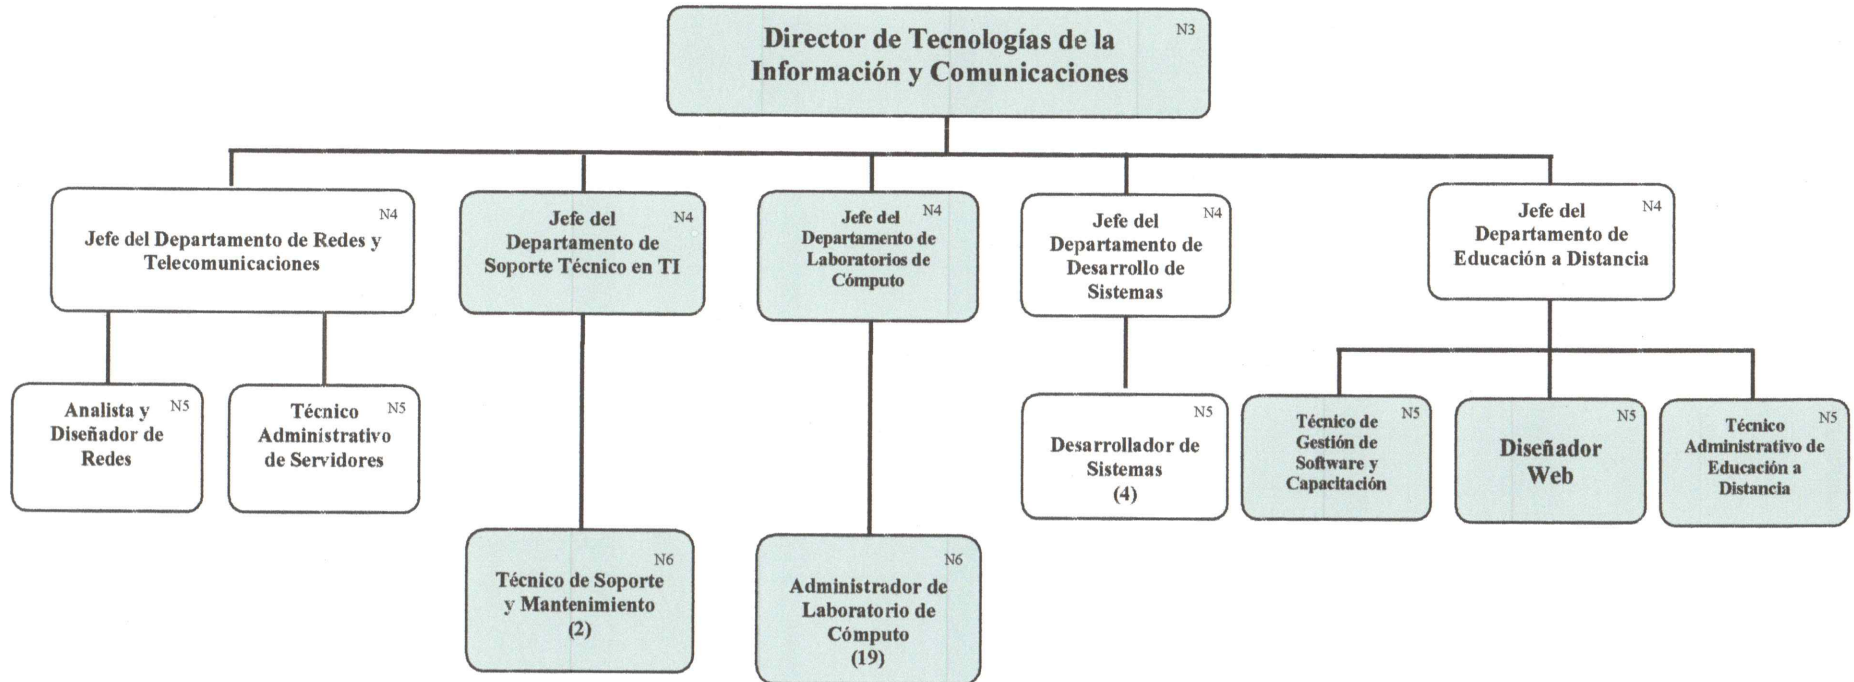 N3
Director de Tecnologías de la
Información y Comunicaciones
N4
Jefe del Departamento de Redes y
Telecomunicaciones
Jefe del N4
Departamento de
Soporte Técnico en TI
Jefe del N4
Departamento de
Laboratorios de
Cómputo
Jefe del N4
Departamento de
Desarrollo de
Sistemas
Jefe del N4
Departamento de
Educación a Distancia
Analista y N5
Diseñador de
Redes
Técnico N5
Administrativo
de Servidores
N5
Desarrollador de
Sistemas
(4)
Técnico de N5
Gestión de
Software y
Capacitación
N5
Diseñador
Web
N5
Técnico
Administrativo de
Educación a
Distancia
N6
Técnico de Soporte
y Mantenimiento
(2)
N6
Administrador de
Laboratorio de
Cómputo
(19)